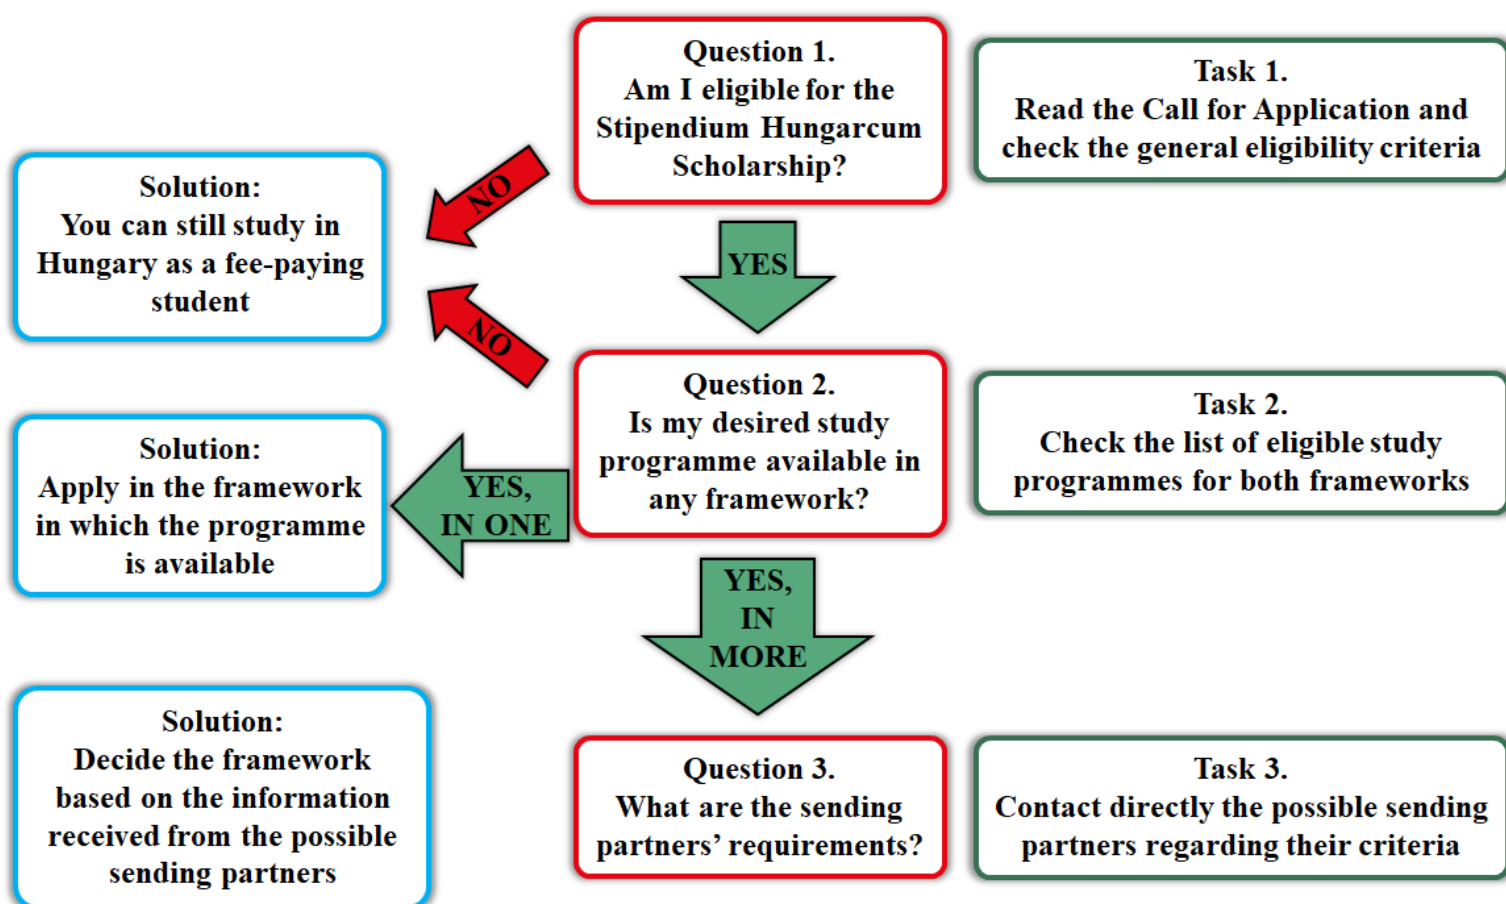 Question 1.
Am I eligible for the
Stipendium Hungarcum
Scholarship?
Task 1.
Read the Call for Application and
check the general eligibility criteria
NO
Solution:
You can still study in
Hungary as a fee-paying
student
YES
NO
Question 2.
Is my desired study
programme available in
any framework?
Task 2.
Check the list of eligible study
programmes for both frameworks
YES,
IN ONE
Solution:
Apply in the framework
in which the programme
is available
YES,
IN
MORE
Question 3.
What are the sending
partners’ requirements?
Task 3.
Contact directly the possible sending
partners regarding their criteria
Solution:
Decide the framework
based on the information
received from the possible
sending partners